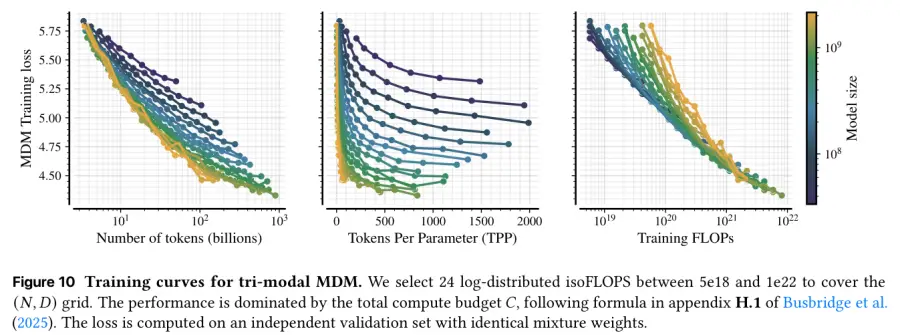 5.75
5.50
5.25
5.00
4.75
4.50
MDM Training loss
10¹
10²
10³
Number of tokens (billions)
0
500
1000
1500
2000
Tokens Per Parameter (TPP)
10¹⁹
10²⁰
10²¹
10²²
Training FLOPs
10⁹
10⁸
Model size
Figure 10 Training curves for tri-modal MDM. We select 24 log-distributed isoFLOPS between 5e18 and 1e22 to cover the
(N, D) grid. The performance is dominated by the total compute budget C, following formula in appendix H.1 of Busbridge et al.
(2025). The loss is computed on an independent validation set with identical mixture weights.